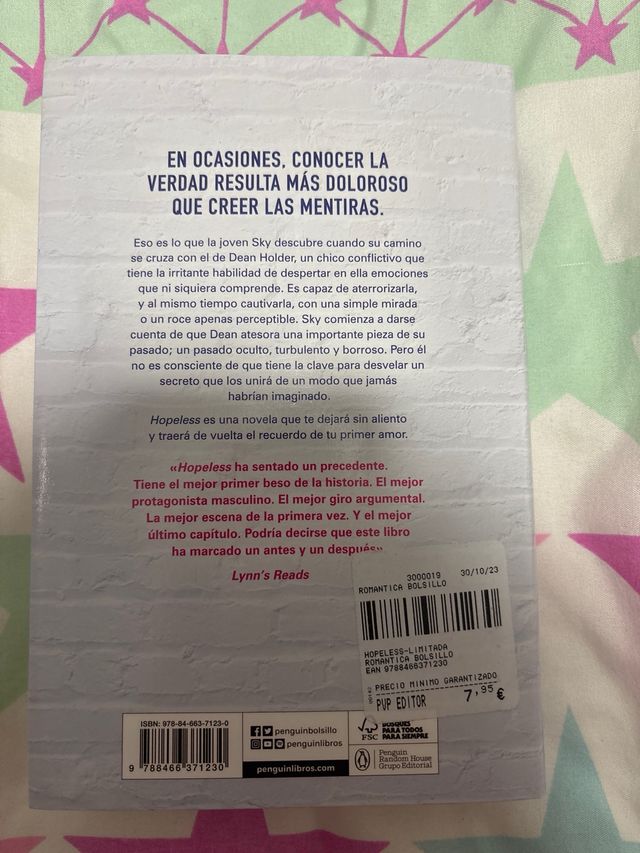 EN OCASIONES, CONOCER LA
VERDAD RESULTA MÁS DOLOROSO
QUE CREER LAS MENTIRAS.
Eso es lo que la joven Sky descubre cuando su camino
se cruza con el de Dean Holder, un chico conflictivo que
tiene la irritante habilidad de despertar en ella emociones
que ni siquiera comprende. Es capaz de aterrorizarla,
y al mismo tiempo cautivarla, con una simple mirada
o un roce apenas perceptible. Sky comienza a darse
cuenta de que Dean atesora una importante pieza de su
pasado; un pasado oculto, turbulento y borroso. Pero él
no es consciente de que tiene la clave para desvelar un
secreto que los unirá de un modo que jamás
habrían imaginado.
Hopeless es una novela que te dejará sin aliento
y traerá de vuelta el recuerdo de tu primer amor.
«Hopeless ha sentado un precedente.
Tiene el mejor primer beso de la historia. El mejor
protagonista masculino. El mejor giro argumental.
La mejor escena de la primera vez. Y el mejor
último capítulo. Podría decirse que este libro
ha marcado un antes y un después»
Lynn's Reads
3000019 30/10/23
ROMANTICA BOLSILLO
HOPELESS-LIMITADA
ROMANTICA BOLSILLO
EAN 9788466371230
PRECIO MINIMO GARANTIZADO
PVP EDITOR 7,95 €
ISBN: 978-84-663-7123-0
9 788466 371230
penguinbolsillo
penguinlibros
penguinlibros.com
FSC
BOSQUES
PARA TODOS
PARA SIEMPRE
Penguin
Random House
Grupo Editorial